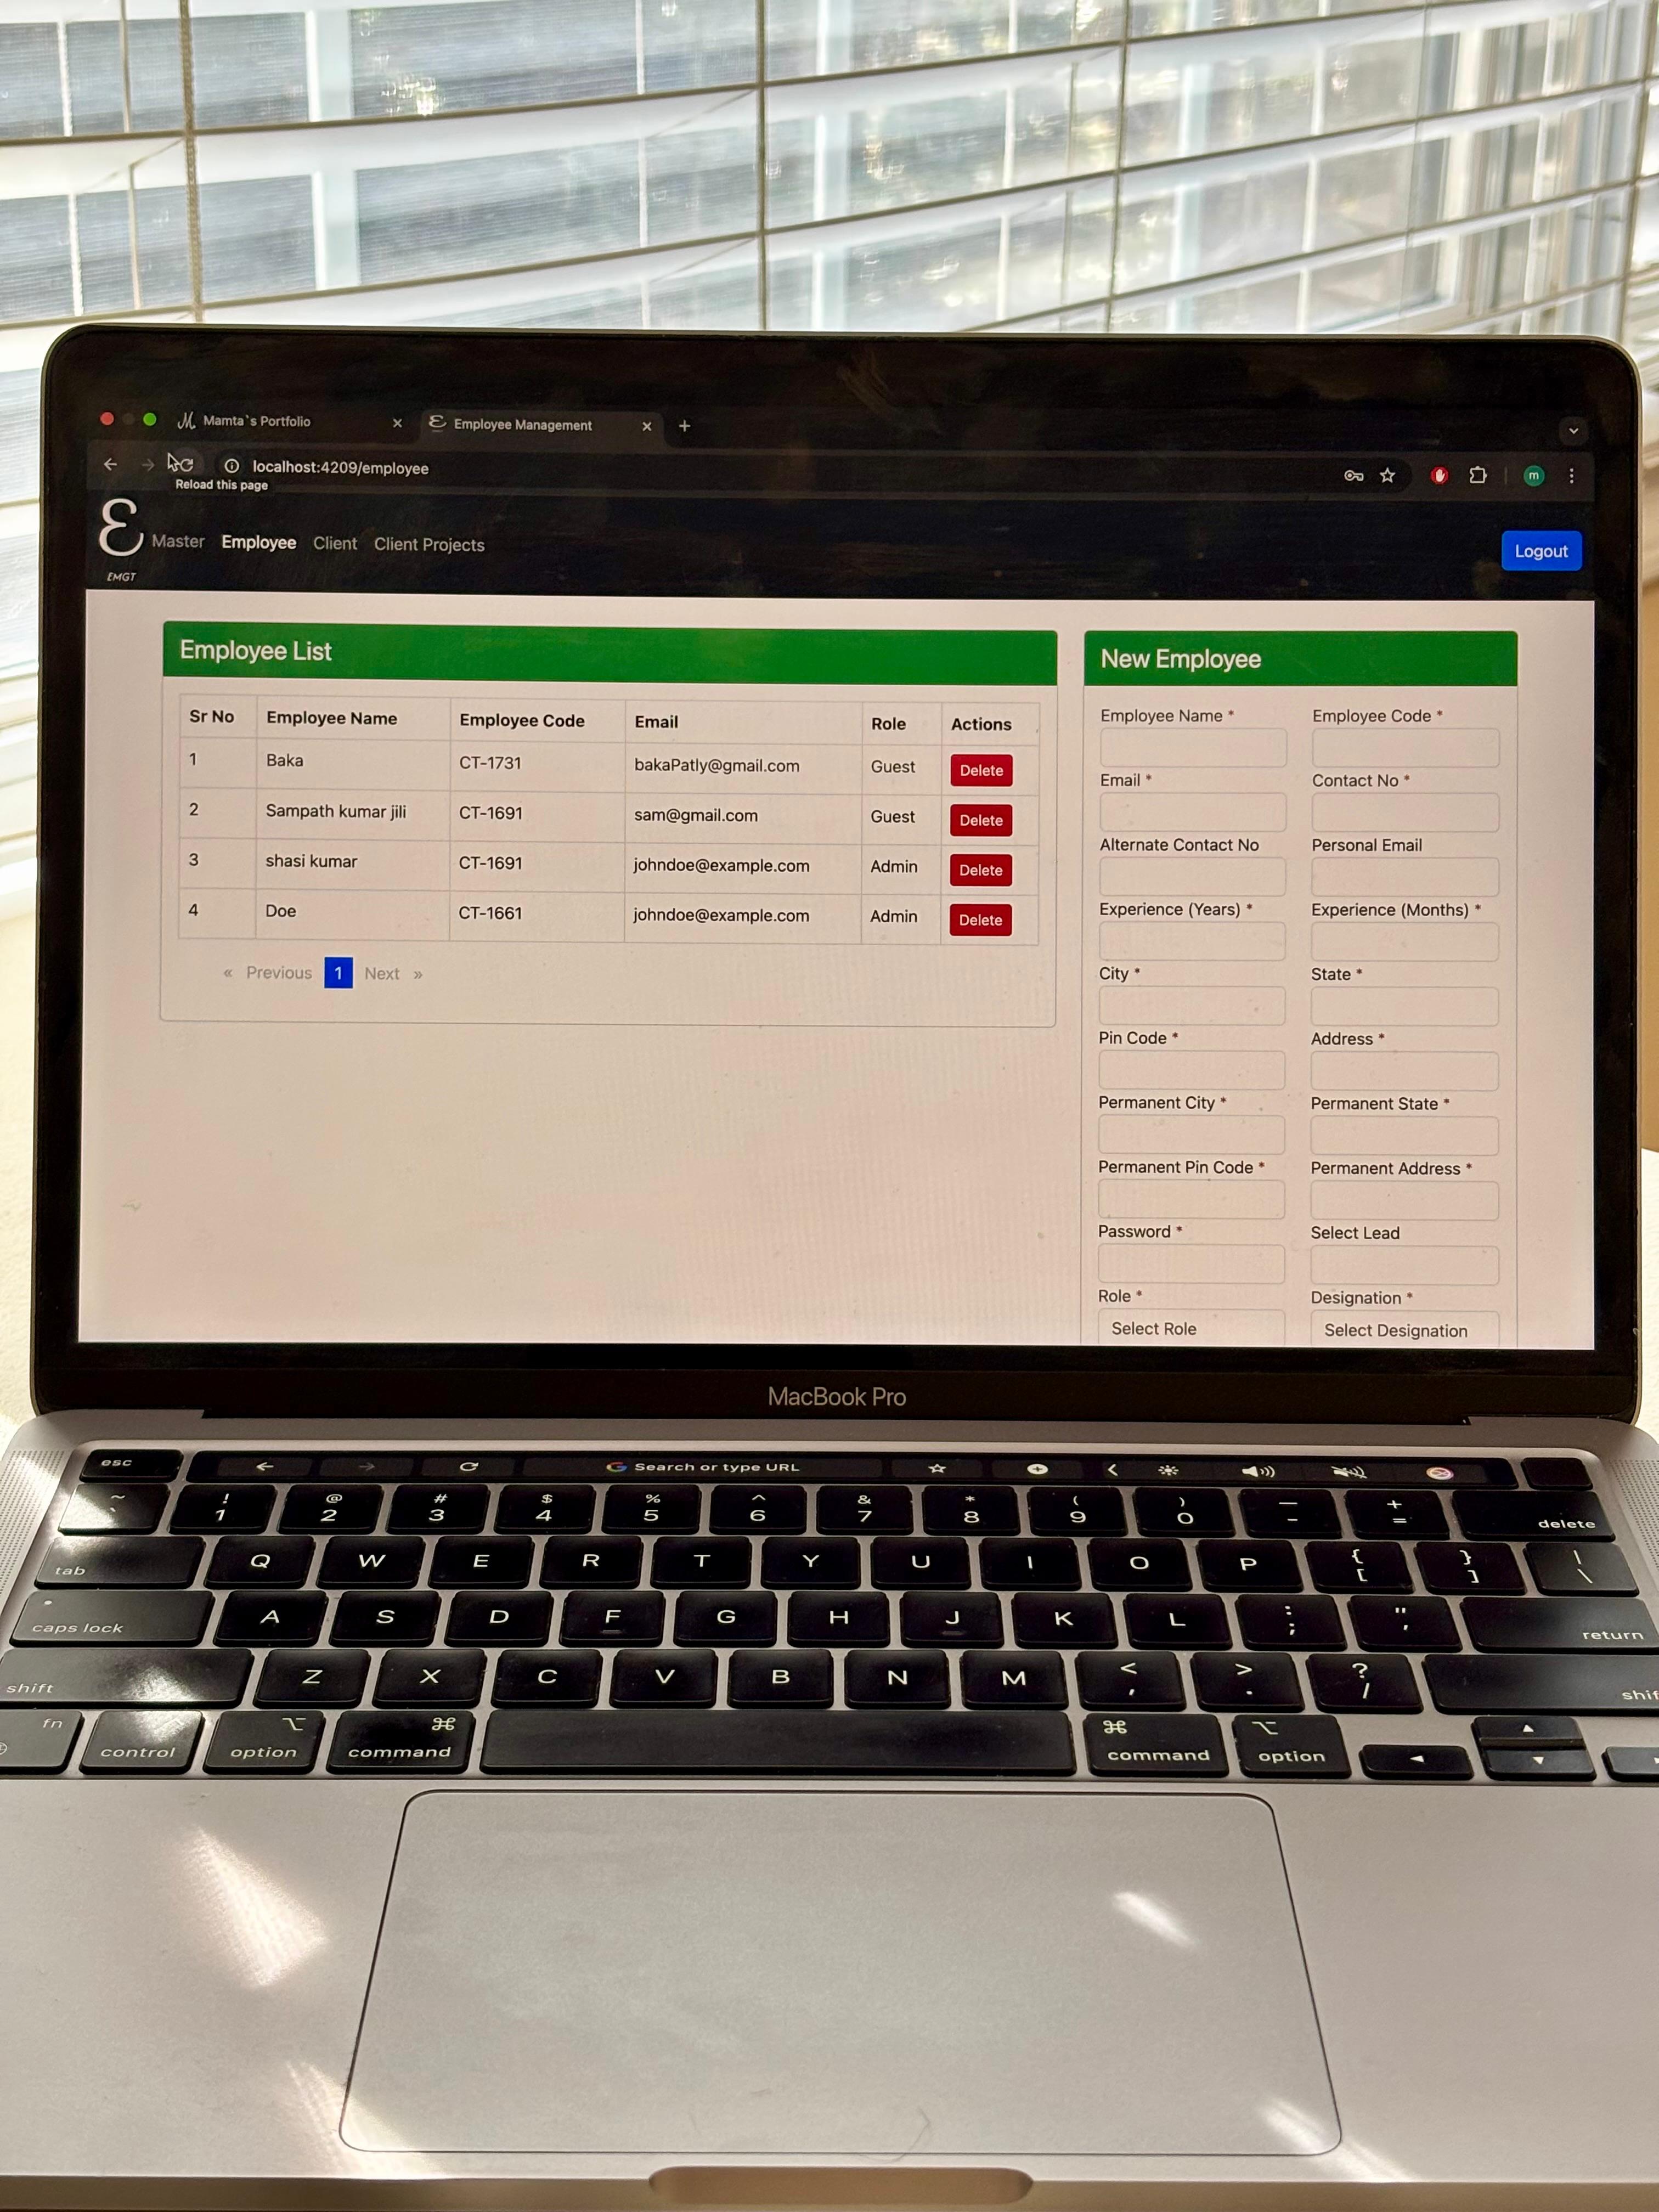 Mamta`s Portfolio
Employee Management
localhost:4209/employee
m
Reload this page
EMGT
Master Employee Client Client Projects
Logout
Employee List
Sr No Employee Name Employee Code Email Role Actions
1 Baka CT-1731 bakaPatly@gmail.com Guest Delete
2 Sampath kumar jili CT-1691 sam@gmail.com Guest Delete
3 shasi kumar CT-1691 johndoe@example.com Admin Delete
4 Doe CT-1661 johndoe@example.com Admin Delete
« Previous 1 Next »
New Employee
Employee Name * Employee Code *
Email * Contact No *
Alternate Contact No Personal Email
Experience (Years) * Experience (Months) *
City * State *
Pin Code * Address *
Permanent City * Permanent State *
Permanent Pin Code * Permanent Address *
Password * Select Lead
Role * Designation *
Select Role Select Designation
MacBook Pro
esc Search or type URL
~ ` ! 1 @ 2 # 3 $ 4 % 5 ^ 6 & 7 * 8 ( 9 ) 0 — - + = delete
tab Q W E R T Y U I O P { [ } ] | \
caps lock A S D F G H J K L : ; " ' return
shift Z X C V B N M < , > . ? / shif
fn control option ⌥ command ⌘ ⌘ command ⌥ option